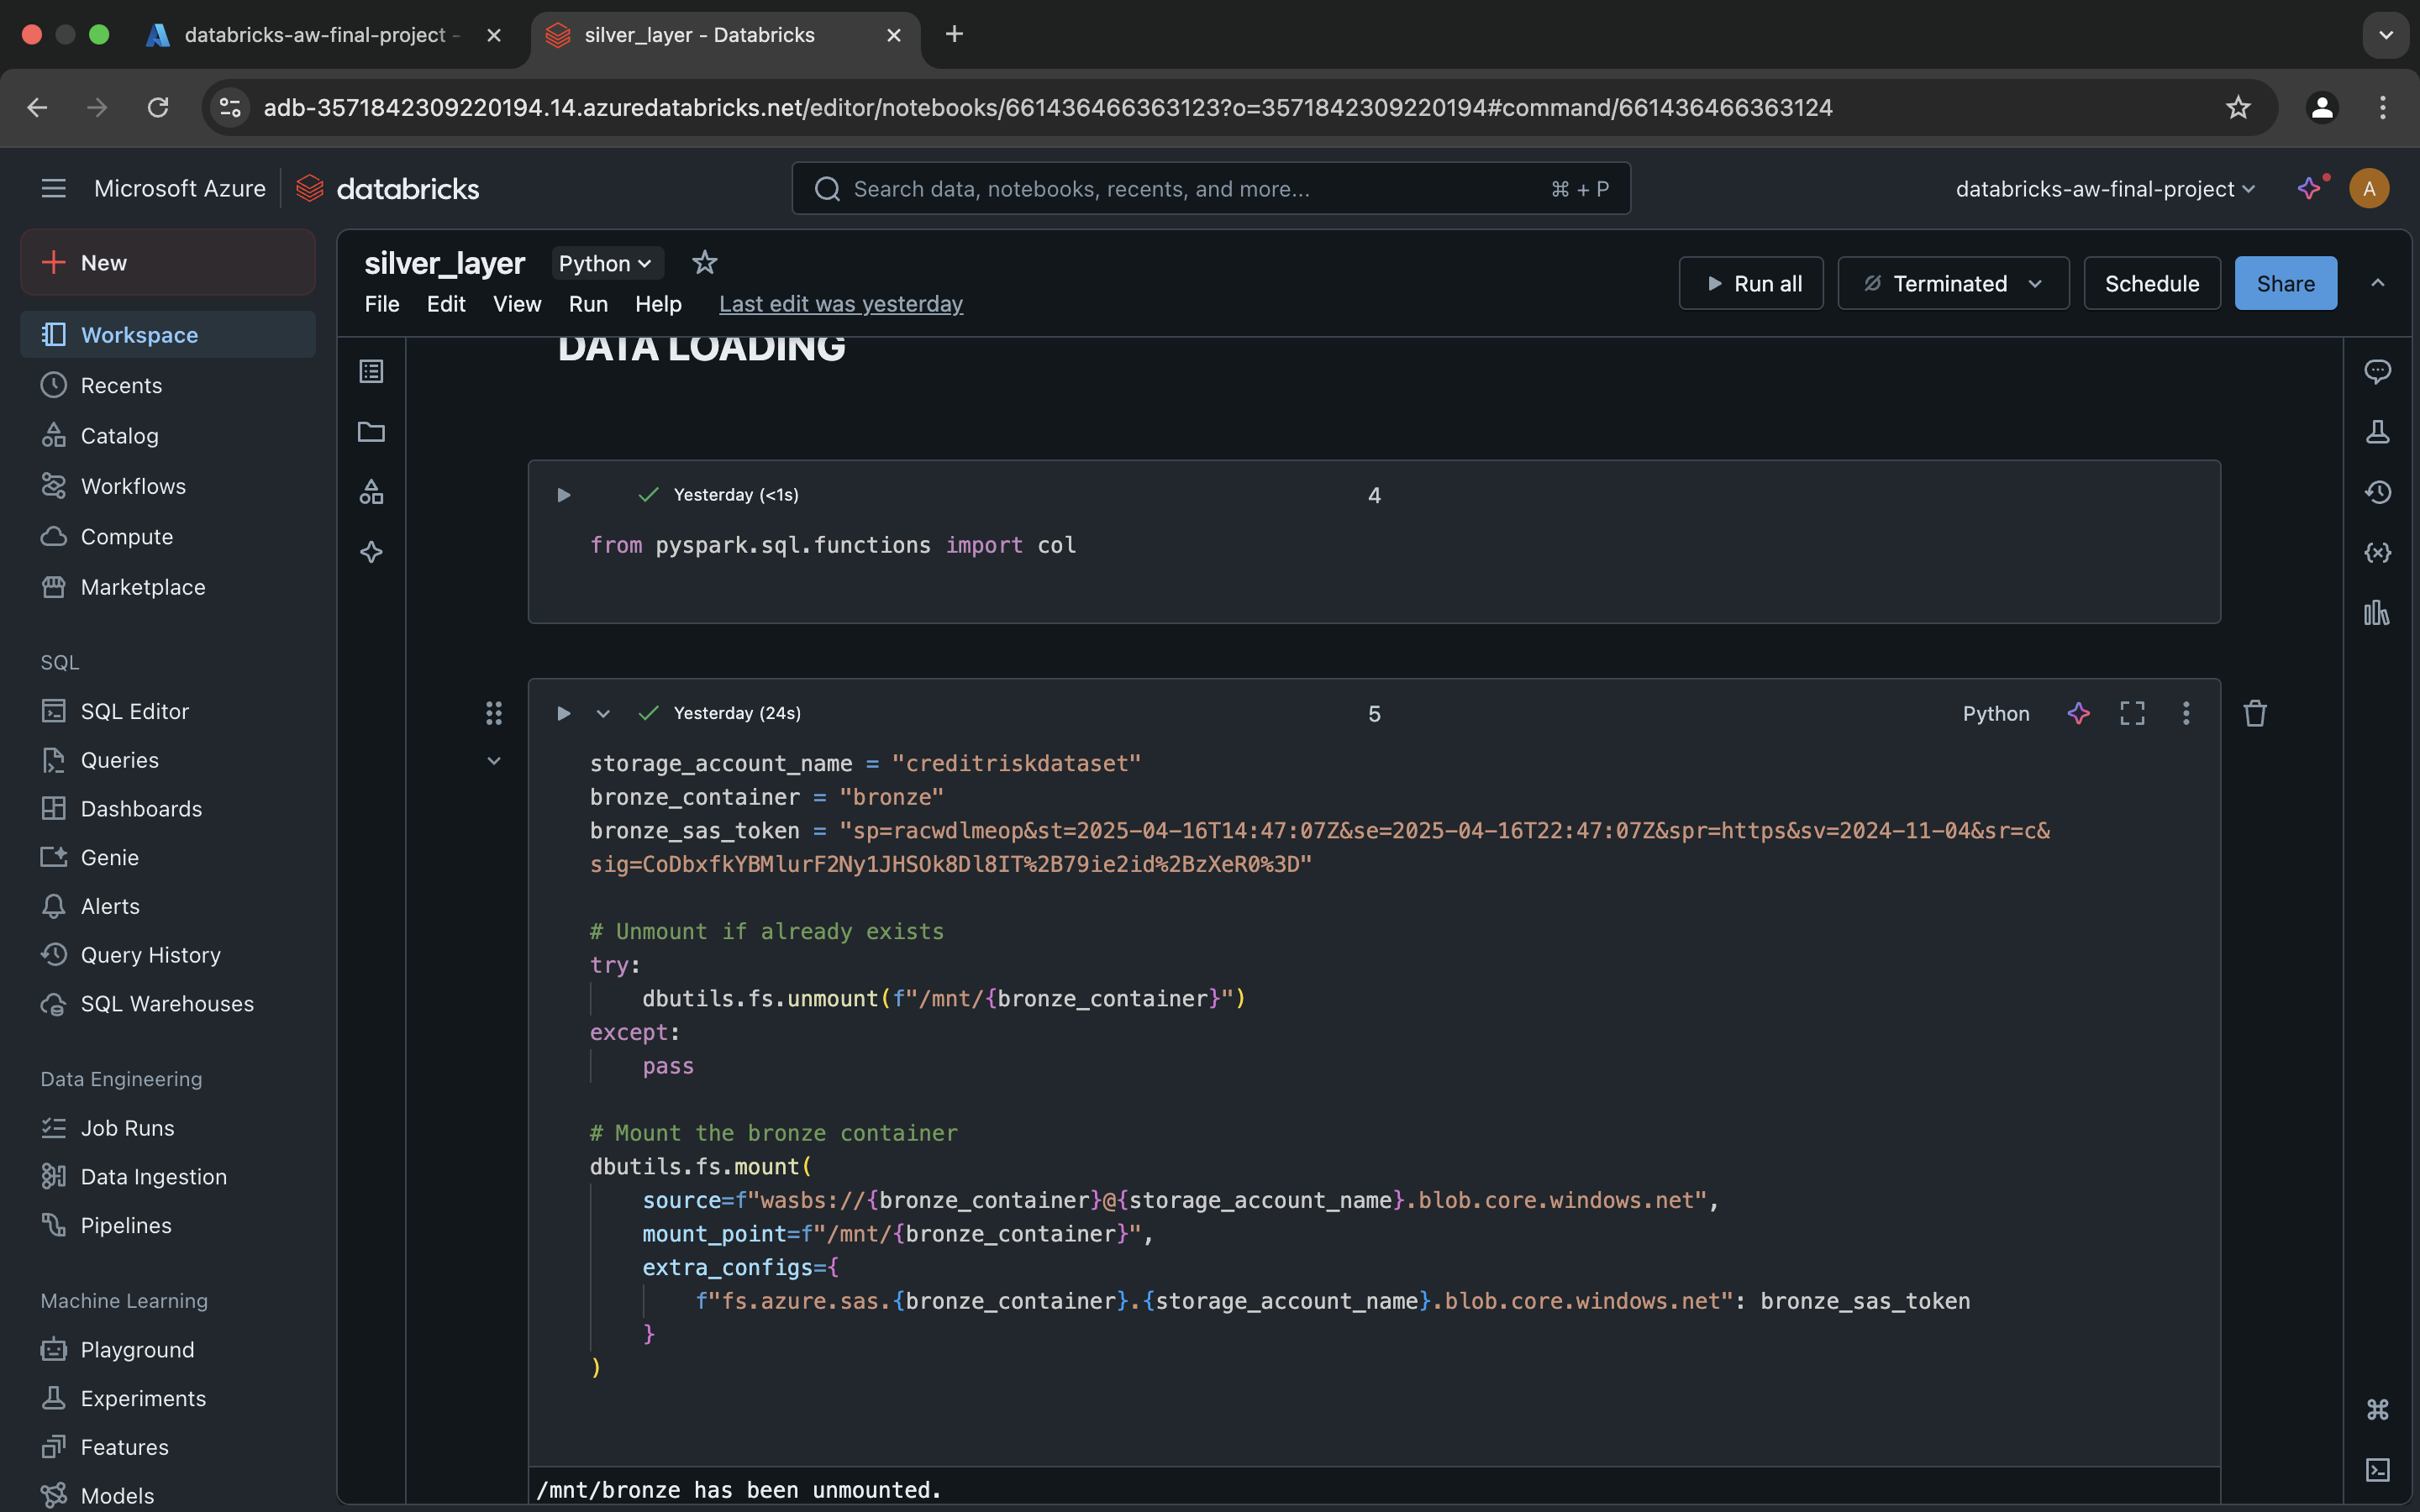 databricks-aw-final-project -
silver_layer - Databricks
adb-3571842309220194.14.azuredatabricks.net/editor/notebooks/661436466363123?o=3571842309220194#command/661436466363124
Microsoft Azure
databricks
Search data, notebooks, recents, and more...
⌘ + P
databricks-aw-final-project
A
New
Workspace
Recents
Catalog
Workflows
Compute
Marketplace
SQL
SQL Editor
Queries
Dashboards
Genie
Alerts
Query History
SQL Warehouses
Data Engineering
Job Runs
Data Ingestion
Pipelines
Machine Learning
Playground
Experiments
Features
Models
silver_layer
Python
File Edit View Run Help Last edit was yesterday
Run all
Terminated
Schedule
Share
DATA LOADING
Yesterday (<1s)
4
from pyspark.sql.functions import col
Yesterday (24s)
5
Python
storage_account_name = "creditriskdataset"
bronze_container = "bronze"
bronze_sas_token = "sp=racwdlmeop&st=2025-04-16T14:47:07Z&se=2025-04-16T22:47:07Z&spr=https&sv=2024-11-04&sr=c&
sig=CoDbxfkYBMlurF2Ny1JHSOk8Dl8IT%2B79ie2id%2BzXeR0%3D"
# Unmount if already exists
try:
dbutils.fs.unmount(f"/mnt/{bronze_container}")
except:
pass
# Mount the bronze container
dbutils.fs.mount(
source=f"wasbs://{bronze_container}@{storage_account_name}.blob.core.windows.net",
mount_point=f"/mnt/{bronze_container}",
extra_configs={
f"fs.azure.sas.{bronze_container}.{storage_account_name}.blob.core.windows.net": bronze_sas_token
}
)
/mnt/bronze has been unmounted.